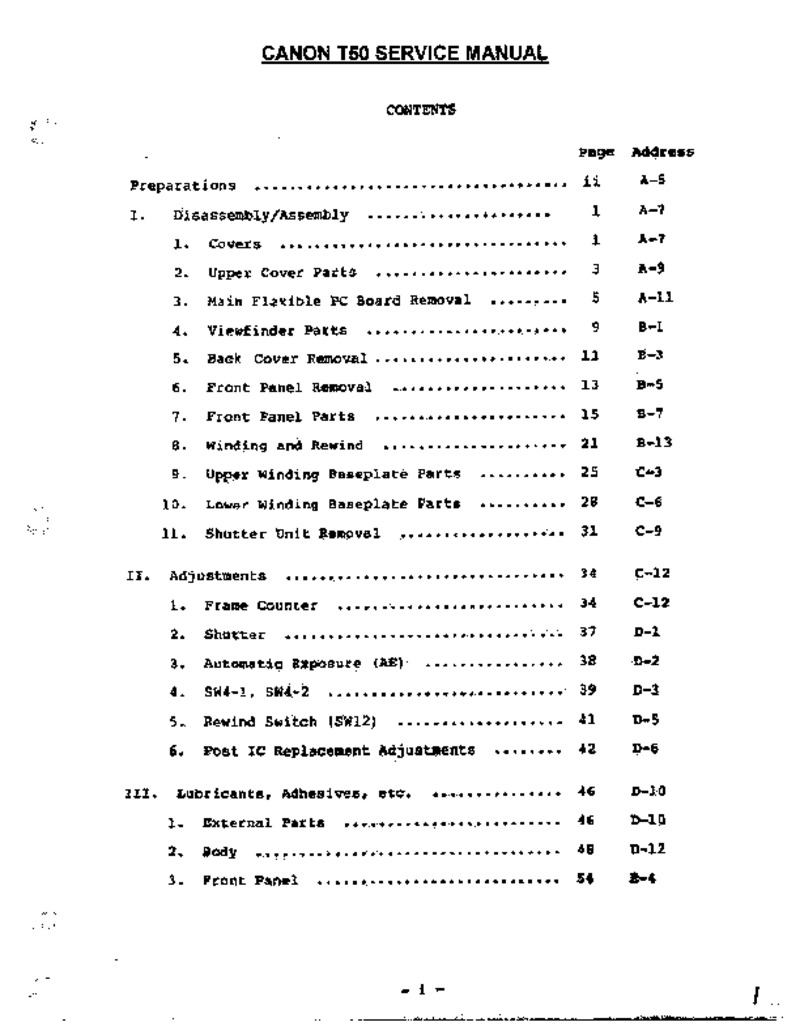 CANON T50 SERVICE MANUAL
CONTENTS
Page Address
Preparations ..................................... ii A-5
I. Disassembly/Assembly ...................... 1 A-7
1. Covers .................................. 1 A-7
2. Upper Cover Parts ....................... 3 A-9
3. Main Flexible PC Board Removal ......... 5 A-11
4. Viewfinder Parts ........................ 9 B-1
5. Back Cover Removal ....................... 11 B-3
6. Front Panel Removal ..................... 13 B-5
7. Front Panel Parts ....................... 15 B-7
8. Winding and Rewind ...................... 21 B-13
9. Upper Winding Baseplate Parts .......... 25 C-3
10. Lower Winding Baseplate Parts .......... 28 C-6
11. Shutter Unit Removal .................... 31 C-9
II. Adjustments ................................. 34 C-12
1. Frame Counter ........................... 34 C-12
2. Shutter ................................. 37 D-1
3. Automatic Exposure (AE) ................. 38 D-2
4. SW4-1, SW4-2 ............................ 39 D-3
5. Rewind Switch (SW12) .................... 41 D-5
6. Post IC Replacement Adjustments ........ 42 D-6
III. Lubricants, Adhesives, etc. ............... 46 D-10
1. External Parts .......................... 46 D-10
2. Body .................................... 48 D-12
3. Front Panel ............................. 54 E-4
- i -
1